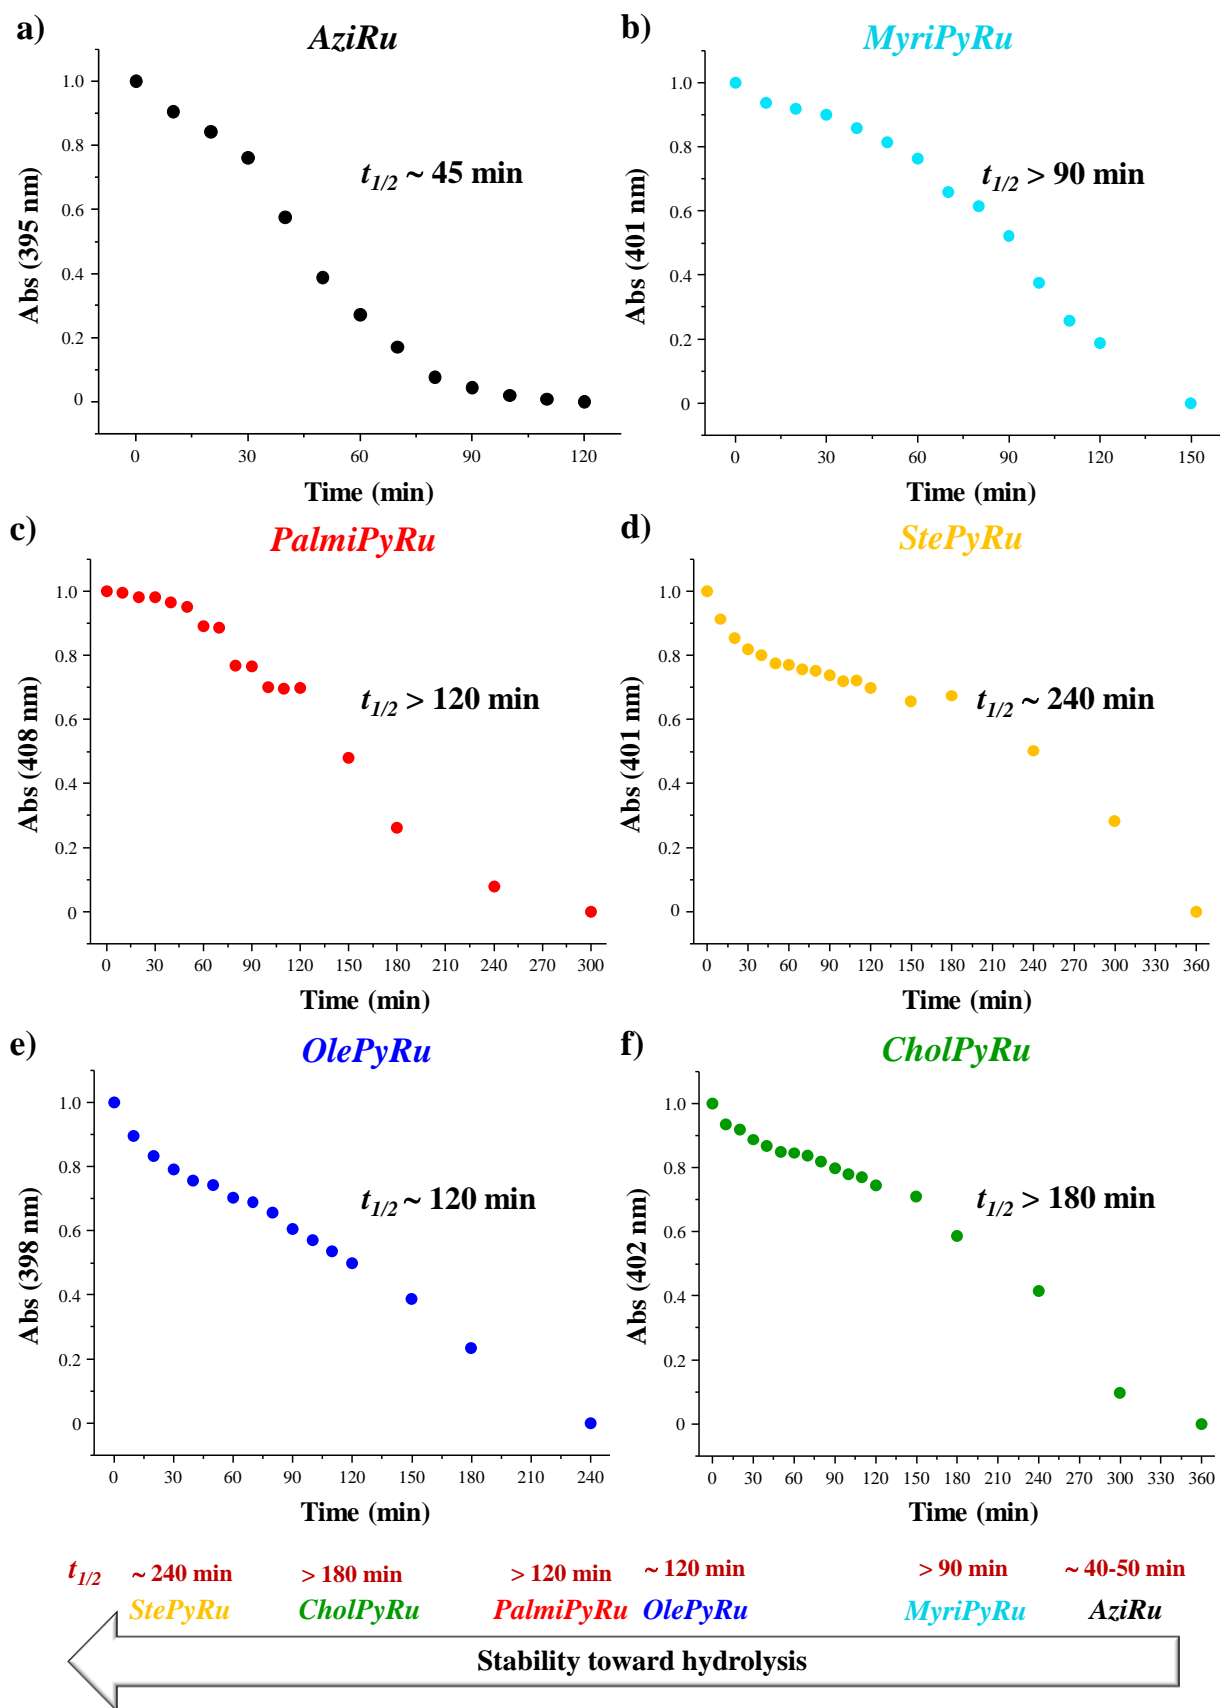 a)
AziRu
1.0
0.8
0.6
0.4
0.2
0
Abs (395 nm)
t1/2 ~ 45 min
0 30 60 90 120
Time (min)
b)
MyriPyRu
1.0
0.8
0.6
0.4
0.2
0
Abs (401 nm)
t1/2 > 90 min
0 30 60 90 120 150
Time (min)
c)
PalmiPyRu
1.0
0.8
0.6
0.4
0.2
0
Abs (408 nm)
t1/2 > 120 min
0 30 60 90 120 150 180 210 240 270 300
Time (min)
d)
StePyRu
1.0
0.8
0.6
0.4
0.2
0
Abs (401 nm)
t1/2 ~ 240 min
0 30 60 90 120 150 180 210 240 270 300 330 360
Time (min)
e)
OlePyRu
1.0
0.8
0.6
0.4
0.2
0
Abs (398 nm)
t1/2 ~ 120 min
0 30 60 90 120 150 180 210 240
Time (min)
f)
CholPyRu
1.0
0.8
0.6
0.4
0.2
0
Abs (402 nm)
t1/2 > 180 min
0 30 60 90 120 150 180 210 240 270 300 330 360
Time (min)
t1/2 ~ 240 min > 180 min > 120 min ~ 120 min > 90 min ~ 40-50 min
StePyRu CholPyRu PalmiPyRu OlePyRu MyriPyRu AziRu
Stability toward hydrolysis